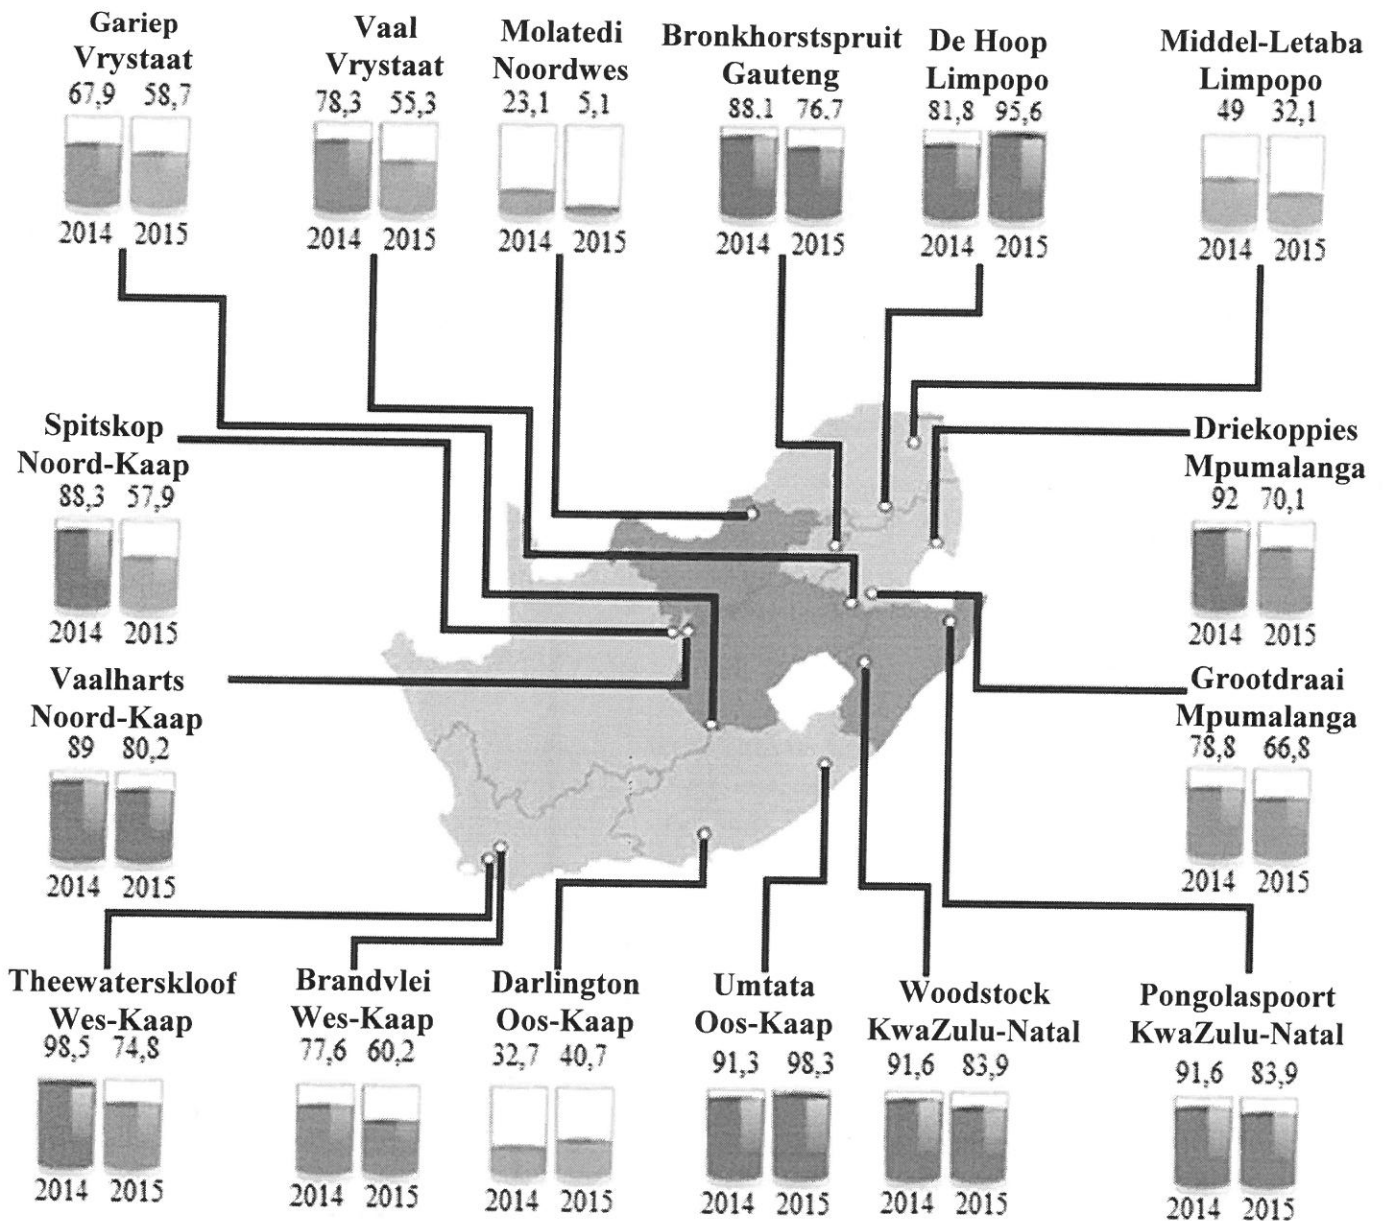 Gariep
Vrystaat
67,9 58,7
2014 2015
Vaal
Vrystaat
78,3 55,3
2014 2015
Molatedi
Noordwes
23,1 5,1
2014 2015
Bronkhorstspruit
Gauteng
88,1 76,7
2014 2015
De Hoop
Limpopo
81,8 95,6
2014 2015
Middel-Letaba
Limpopo
49 32,1
2014 2015
Spitskop
Noord-Kaap
88,3 57,9
2014 2015
Driekoppies
Mpumalanga
92 70,1
2014 2015
Vaalharts
Noord-Kaap
89 80,2
2014 2015
Grootdraai
Mpumalanga
78,8 66,8
2014 2015
Theewaterskloof
Wes-Kaap
98,5 74,8
2014 2015
Brandvlei
Wes-Kaap
77,6 60,2
2014 2015
Darlington
Oos-Kaap
32,7 40,7
2014 2015
Umtata
Oos-Kaap
91,3 98,3
2014 2015
Woodstock
KwaZulu-Natal
91,6 83,9
2014 2015
Pongolaspoort
KwaZulu-Natal
91,6 83,9
2014 2015